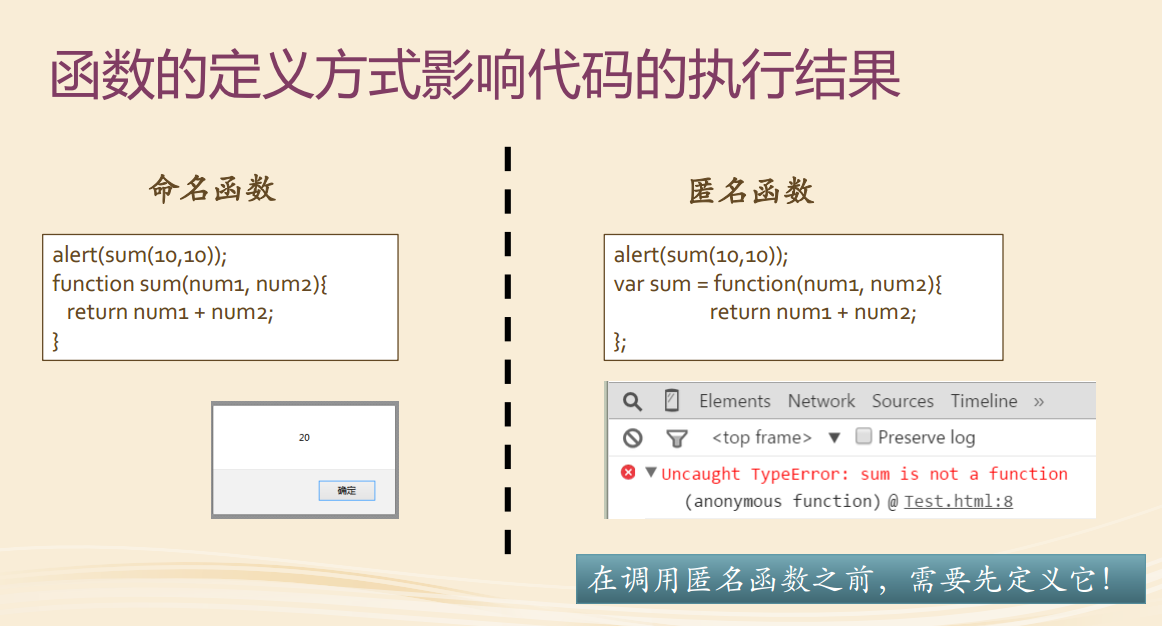 函数的定义方式影响代码的执行结果
命名函数
alert(sum(10,10));
function sum(num1, num2){
return num1 + num2;
}
20
确定
匿名函数
alert(sum(10,10));
var sum = function(num1, num2){
return num1 + num2;
};
Elements Network Sources Timeline »
<top frame> ▼ Preserve log
▼Uncaught TypeError: sum is not a function
(anonymous function) @ Test.html:8
在调用匿名函数之前，需要先定义它！